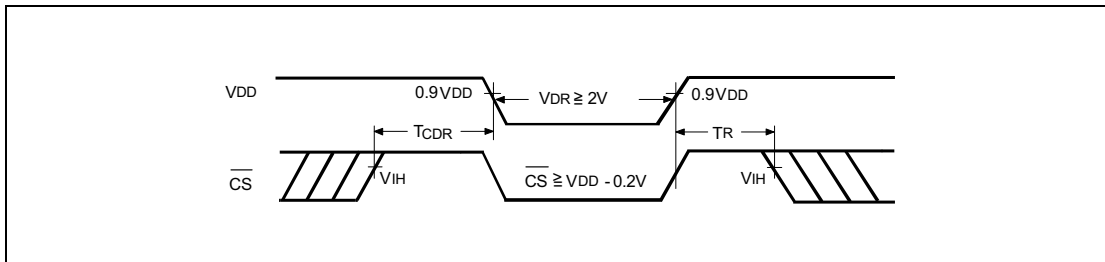 VDD
0.9VDD
VDR ≧ 2V
0.9VDD
TCDR
TR
CS
VIH
CS ≧ VDD - 0.2V
VIH